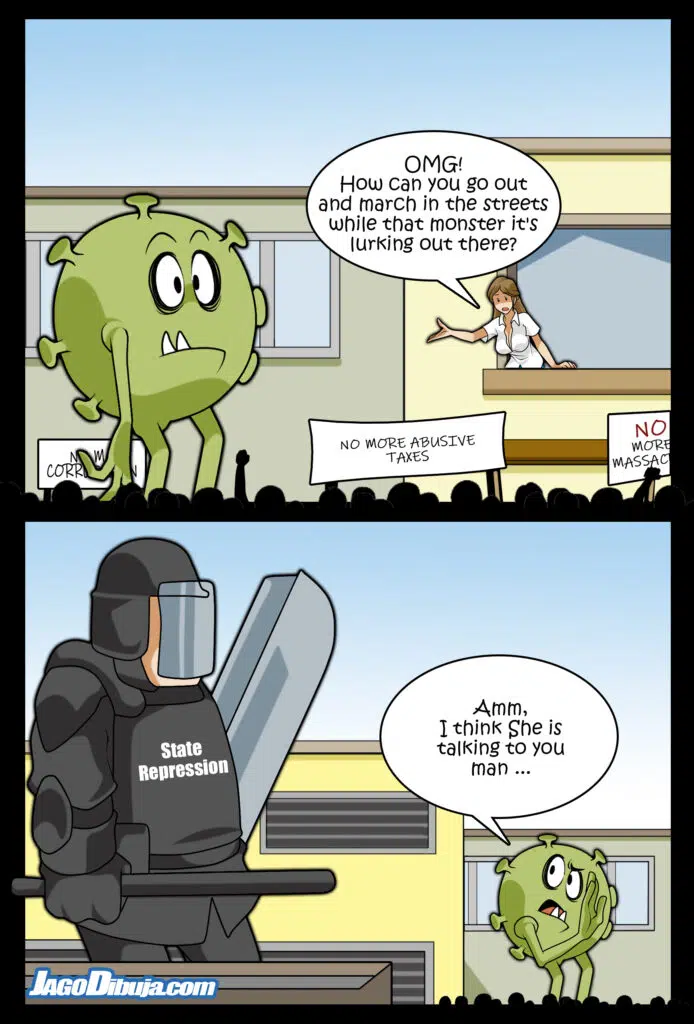 OMG!
How can you go out
and march in the streets
while that monster it's
lurking out there?
NO MORE ABUSIVE
TAXES
NO
MORE
State
Repression
Amm,
I think She is
talking to you
man ...
JAGODibuja.com